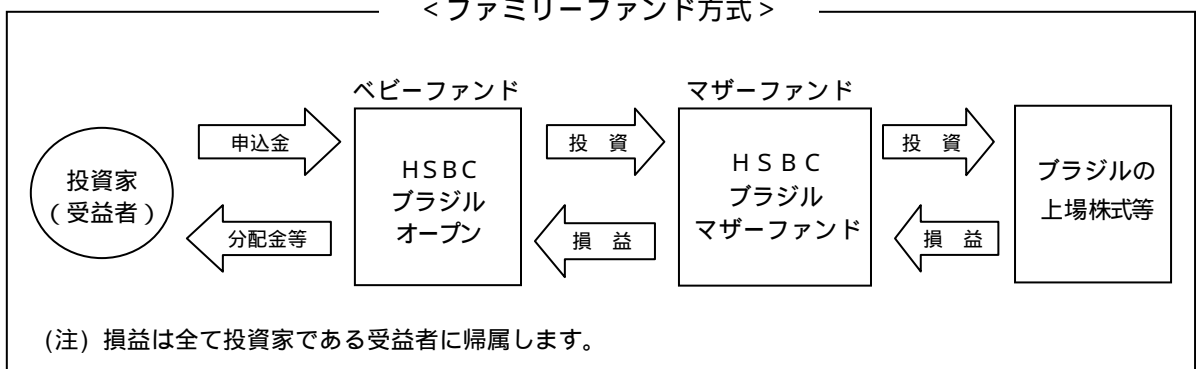 <ファミリーファンド方式>
ベビーファンド
マザーファンド
申込金
投 資
投 資
投資家
(受益者)
HSBC
ブラジル
オープン
HSBC
ブラジル
マザーファンド
ブラジルの
上場株式等
分配金等
損 益
損 益
(注) 損益は全て投資家である受益者に帰属します。